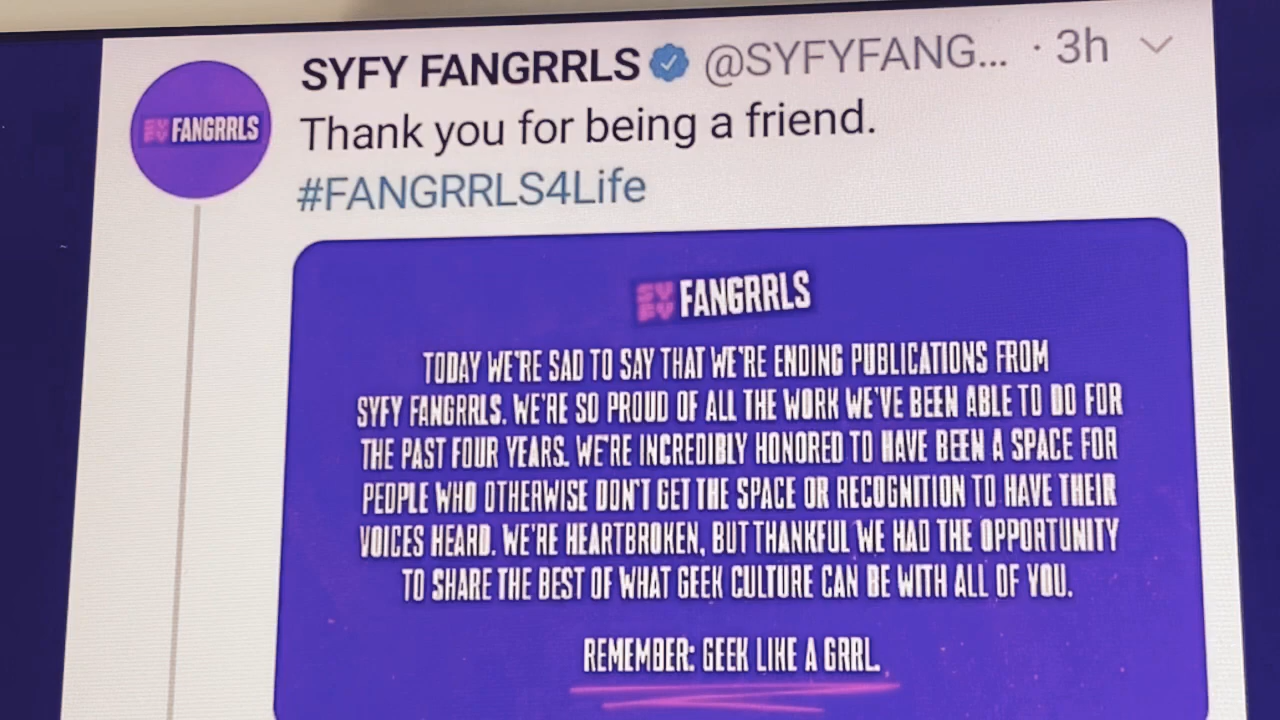 SYFY FANGRRLS @SYFYFANG... · 3h
SYFY FANGRRLS
Thank you for being a friend.
#FANGRRLS4Life
SYFY FANGRRLS
TODAY WE'RE SAD TO SAY THAT WE'RE ENDING PUBLICATIONS FROM
SYFY FANGRRLS. WE'RE SO PROUD OF ALL THE WORK WE'VE BEEN ABLE TO DO FOR
THE PAST FOUR YEARS. WE'RE INCREDIBLY HONORED TO HAVE BEEN A SPACE FOR
PEOPLE WHO OTHERWISE DON'T GET THE SPACE OR RECOGNITION TO HAVE THEIR
VOICES HEARD. WE'RE HEARTBROKEN, BUT THANKFUL WE HAD THE OPPORTUNITY
TO SHARE THE BEST OF WHAT GEEK CULTURE CAN BE WITH ALL OF YOU.
REMEMBER: GEEK LIKE A GRRL.